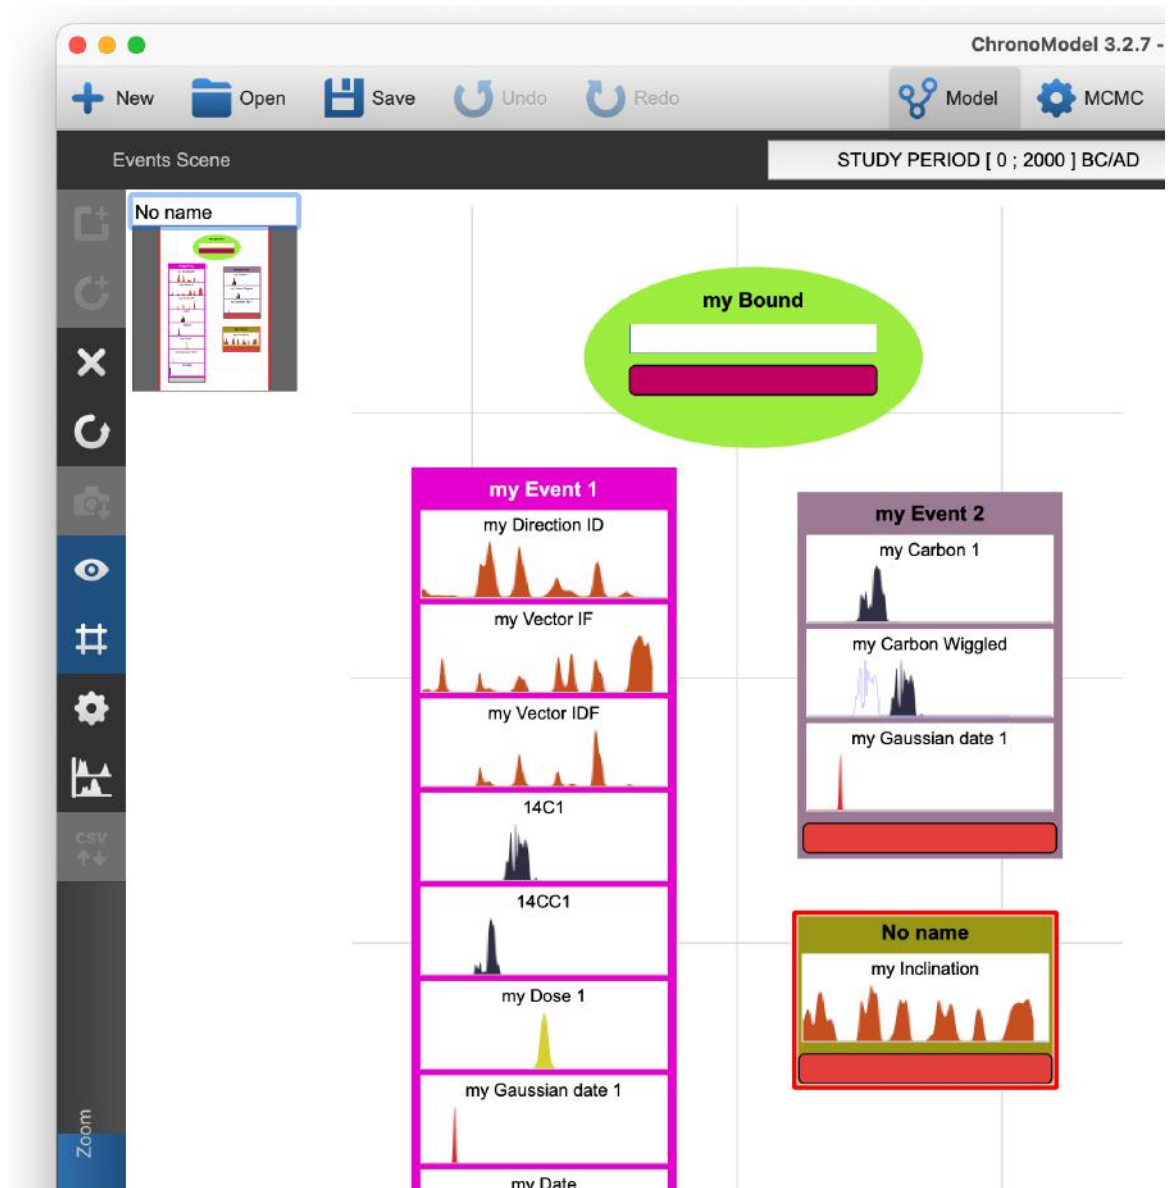 ChronoModel 3.2.7 -
New Open Save Undo Redo Model MCMC
Events Scene STUDY PERIOD [ 0 ; 2000 ] BC/AD
No name
my Bound
my Event 1
my Direction ID
my Vector IF
my Vector IDF
14C1
14CC1
my Dose 1
my Gaussian date 1
my Date
my Event 2
my Carbon 1
my Carbon Wiggled
my Gaussian date 1
No name
my Inclination
CSV
Zoom